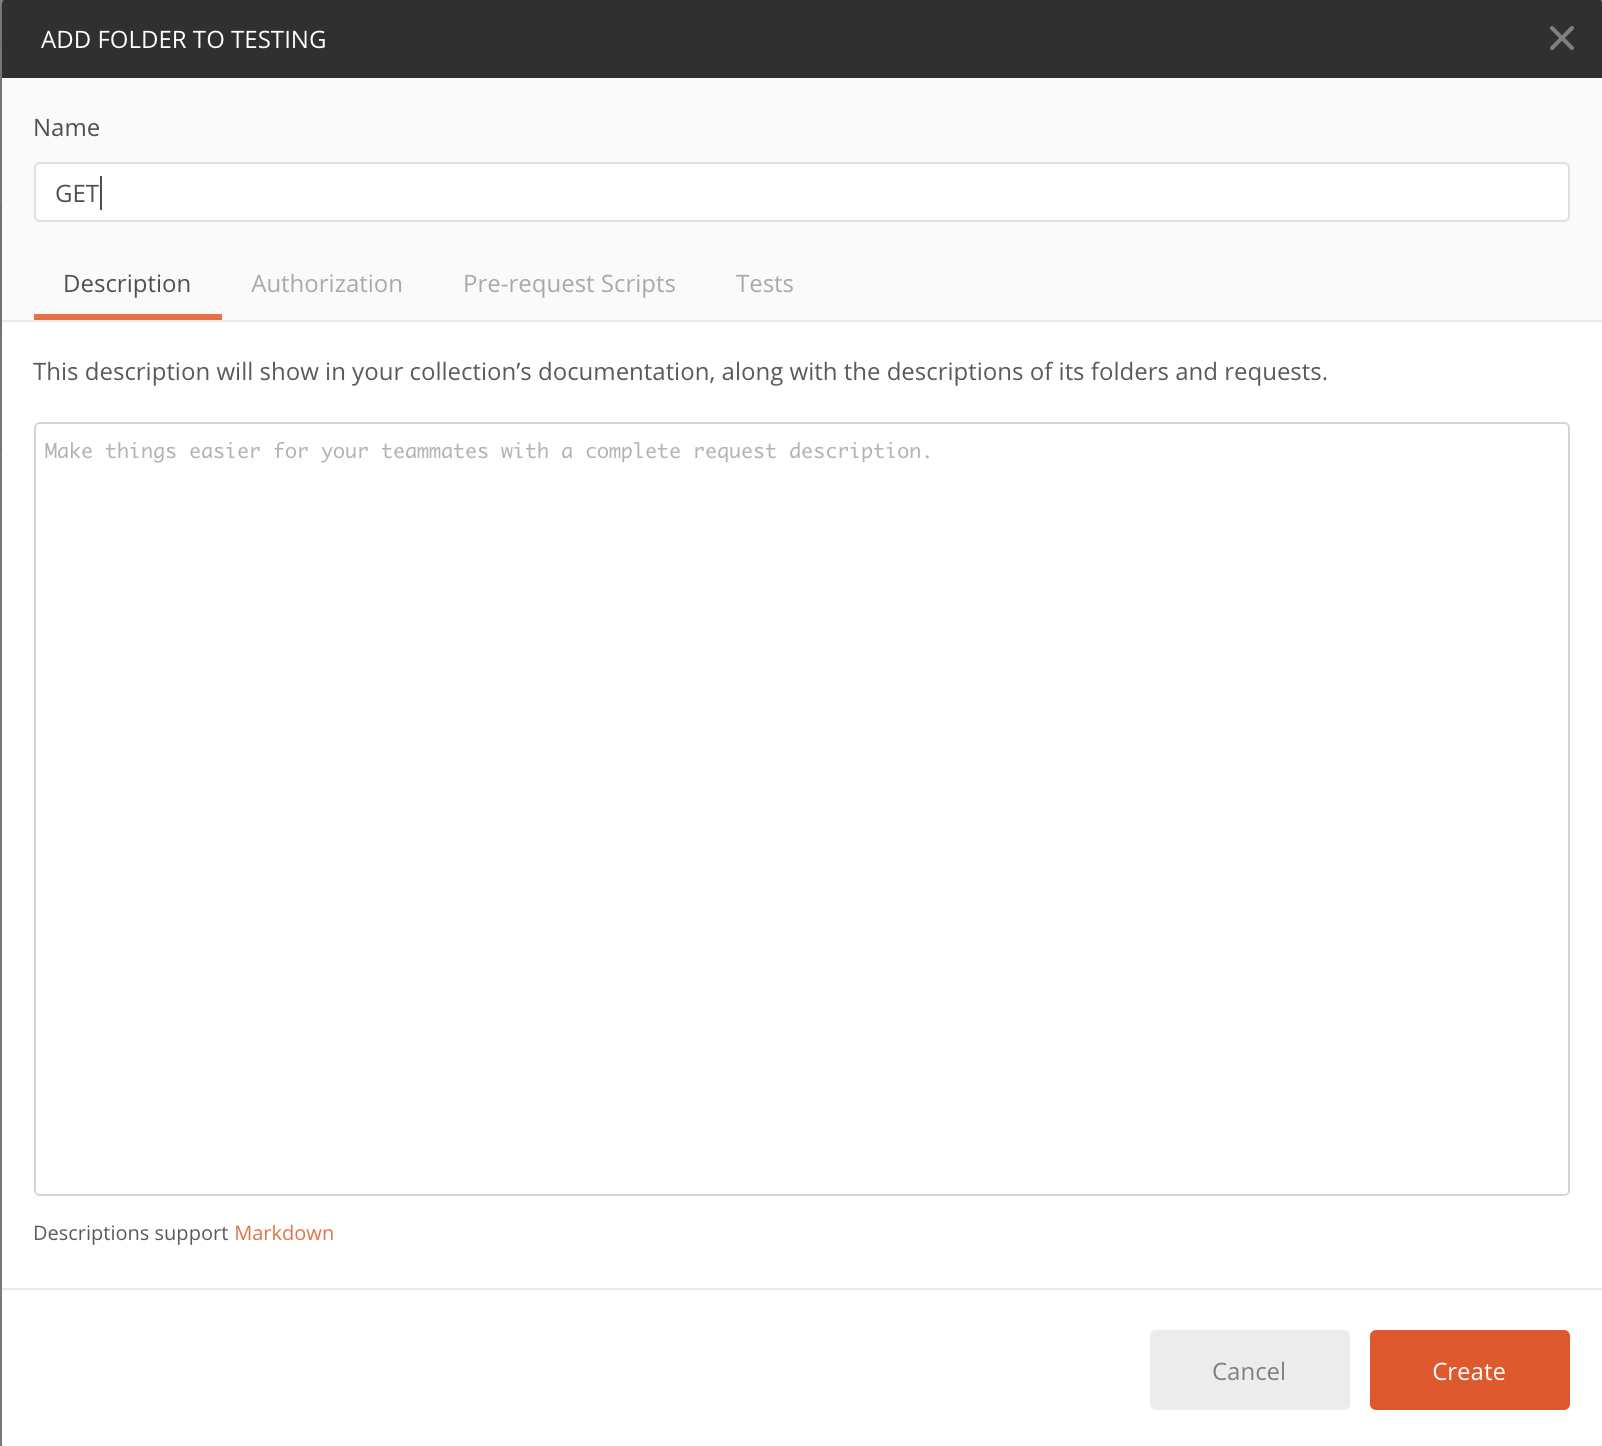 ADD FOLDER TO TESTING
Name
GET
Description Authorization Pre-request Scripts Tests
This description will show in your collection’s documentation, along with the descriptions of its folders and requests.
Make things easier for your teammates with a complete request description.
Descriptions support Markdown
Cancel Create